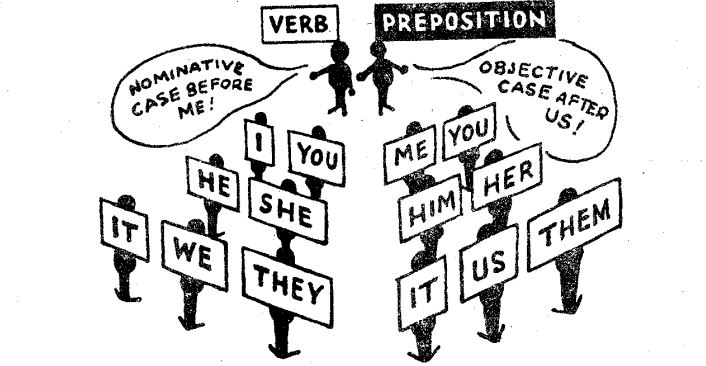 VERB
PREPOSITION
NOMINATIVE
CASE BEFORE
ME!
OBJECTIVE
CASE AFTER
US!
I
YOU
HE
SHE
IT
WE
THEY
ME
YOU
HIM
HER
IT
US
THEM